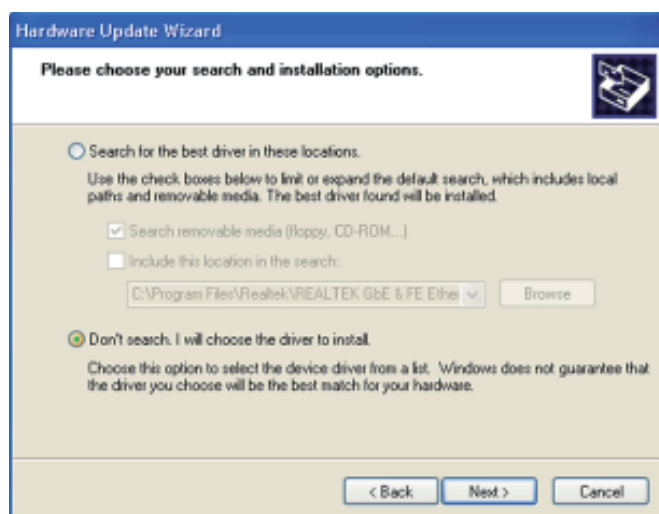 Hardware Update Wizard
Please choose your search and installation options.
Search for the best driver in these locations.
Use the check boxes below to limit or expand the default search, which includes local
paths and removable media. The best driver found will be installed.
Search removable media (floppy, CD-ROM...)
Include this location in the search:
C:\Program Files\Realtek\REALTEK GbE & FE Ether
Browse
Don't search. I will choose the driver to install.
Choose this option to select the device driver from a list. Windows does not guarantee that
the driver you choose will be the best match for your hardware.
< Back Next > Cancel